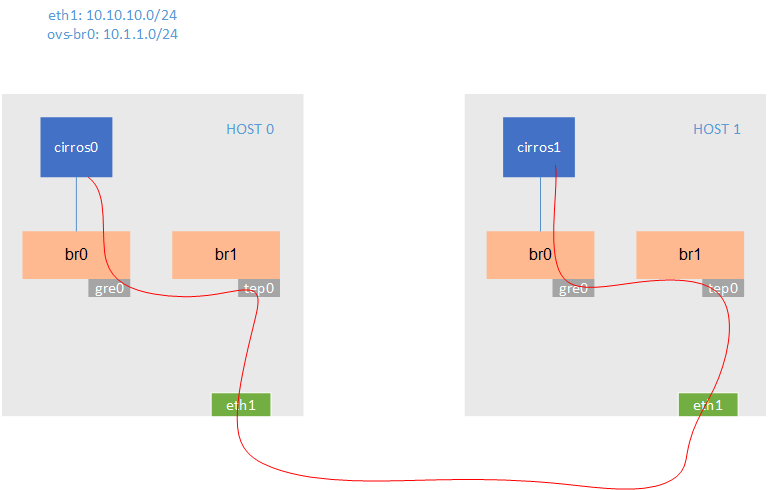 eth1: 10.10.10.0/24
ovs-br0: 10.1.1.0/24
HOST 0
cirros0
br0
br1
gre0
tep0
eth1
HOST 1
cirros1
br0
br1
gre0
tep0
eth1